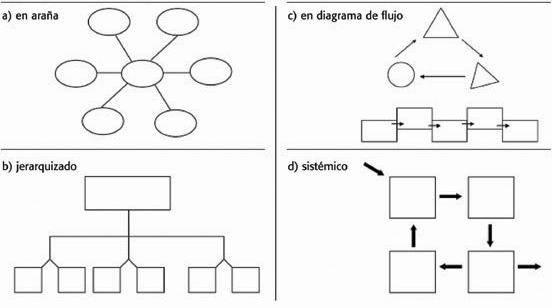 a) en araña
c) en diagrama de flujo
b) jerarquizado
d) sistémico